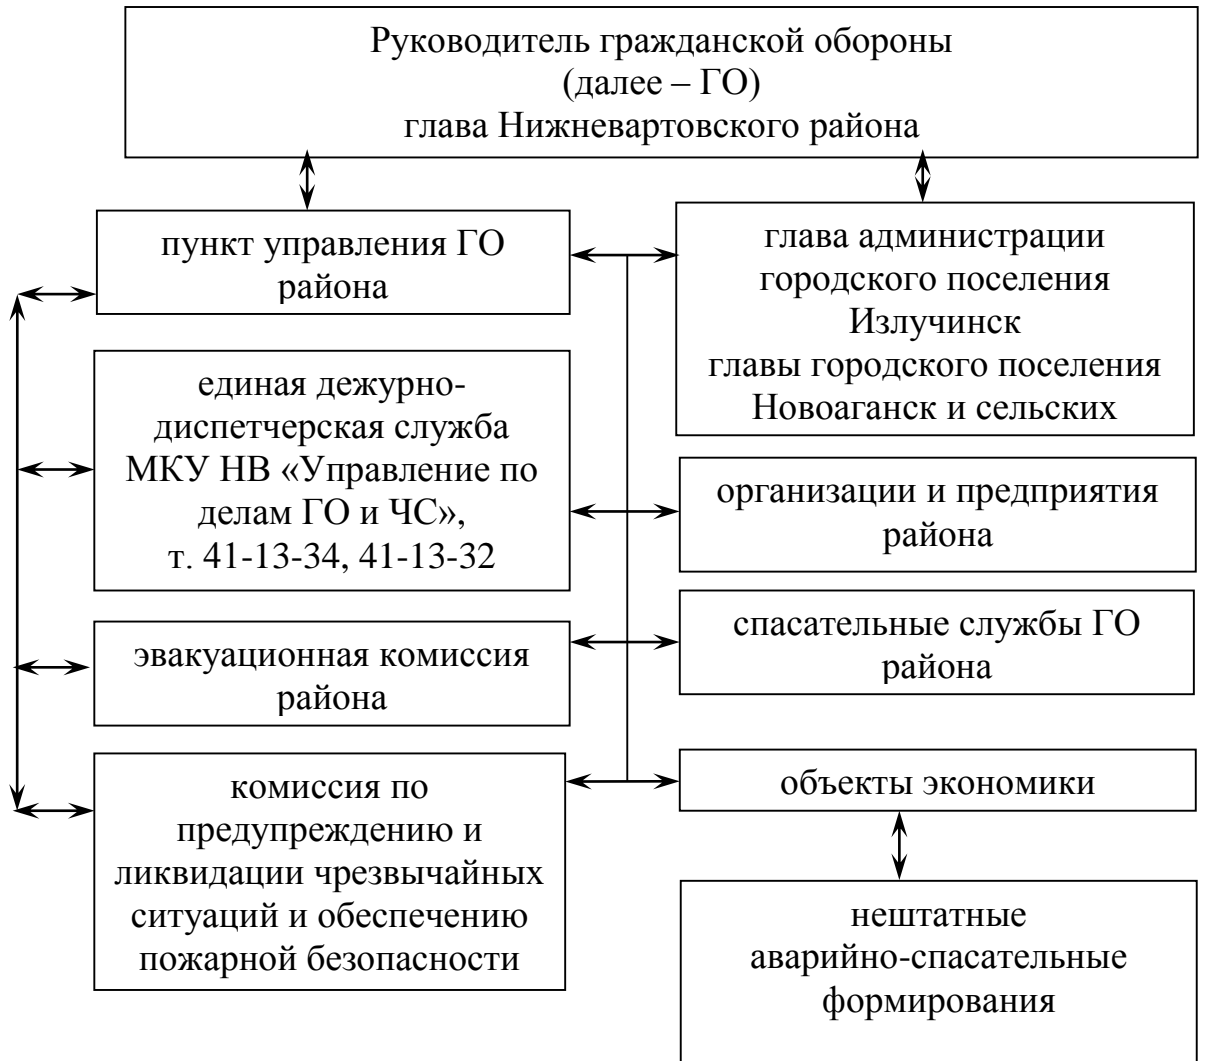 Руководитель гражданской обороны
(далее – ГО)
глава Нижневартовского района
пункт управления ГО
района
глава администрации
городского поселения
Излучинск
главы городского поселения
Новоаганск и сельских
единая дежурно-
диспетчерская служба
МКУ НВ «Управление по
делам ГО и ЧС»,
т. 41-13-34, 41-13-32
организации и предприятия
района
эвакуационная комиссия
района
спасательные службы ГО
района
комиссия по
предупреждению и
ликвидации чрезвычайных
ситуаций и обеспечению
пожарной безопасности
объекты экономики
нештатные
аварийно-спасательные
формирования